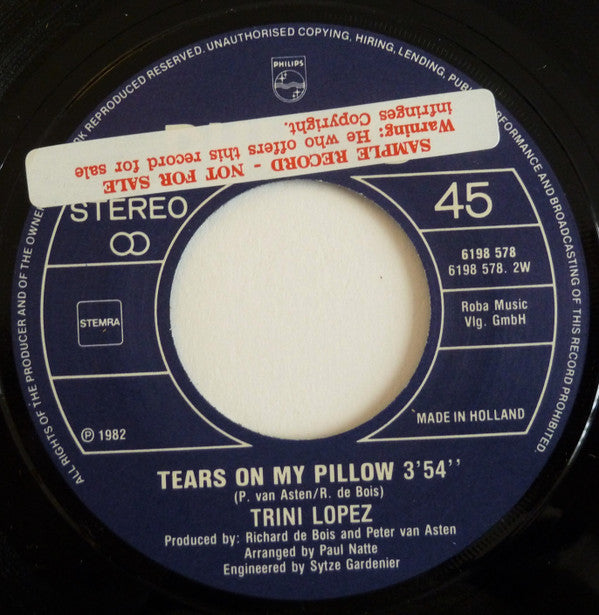 RK REPRODUCED RESERVED. UNAUTHORISED COPYING, HIRING, LENDING, PUBLIC PERFORMANCE AND BROADCASTING OF THIS RECORD PROHIBITED.
ALL RIGHTS OF THE PRODUCER AND OF THE OWNER
PHILIPS
SAMPLE RECORD - NOT FOR SALE
Warning: He who offers this record for sale
infringes Copyright.
STEREO
45
6198 578
6198 578. 2W
STEMRA
Roba Music
Vlg. GmbH
℗ 1982
MADE IN HOLLAND
TEARS ON MY PILLOW 3'54''
(P. van Asten/R. de Bois)
TRINI LOPEZ
Produced by: Richard de Bois and Peter van Asten
Arranged by Paul Natte
Engineered by Sytze Gardenier